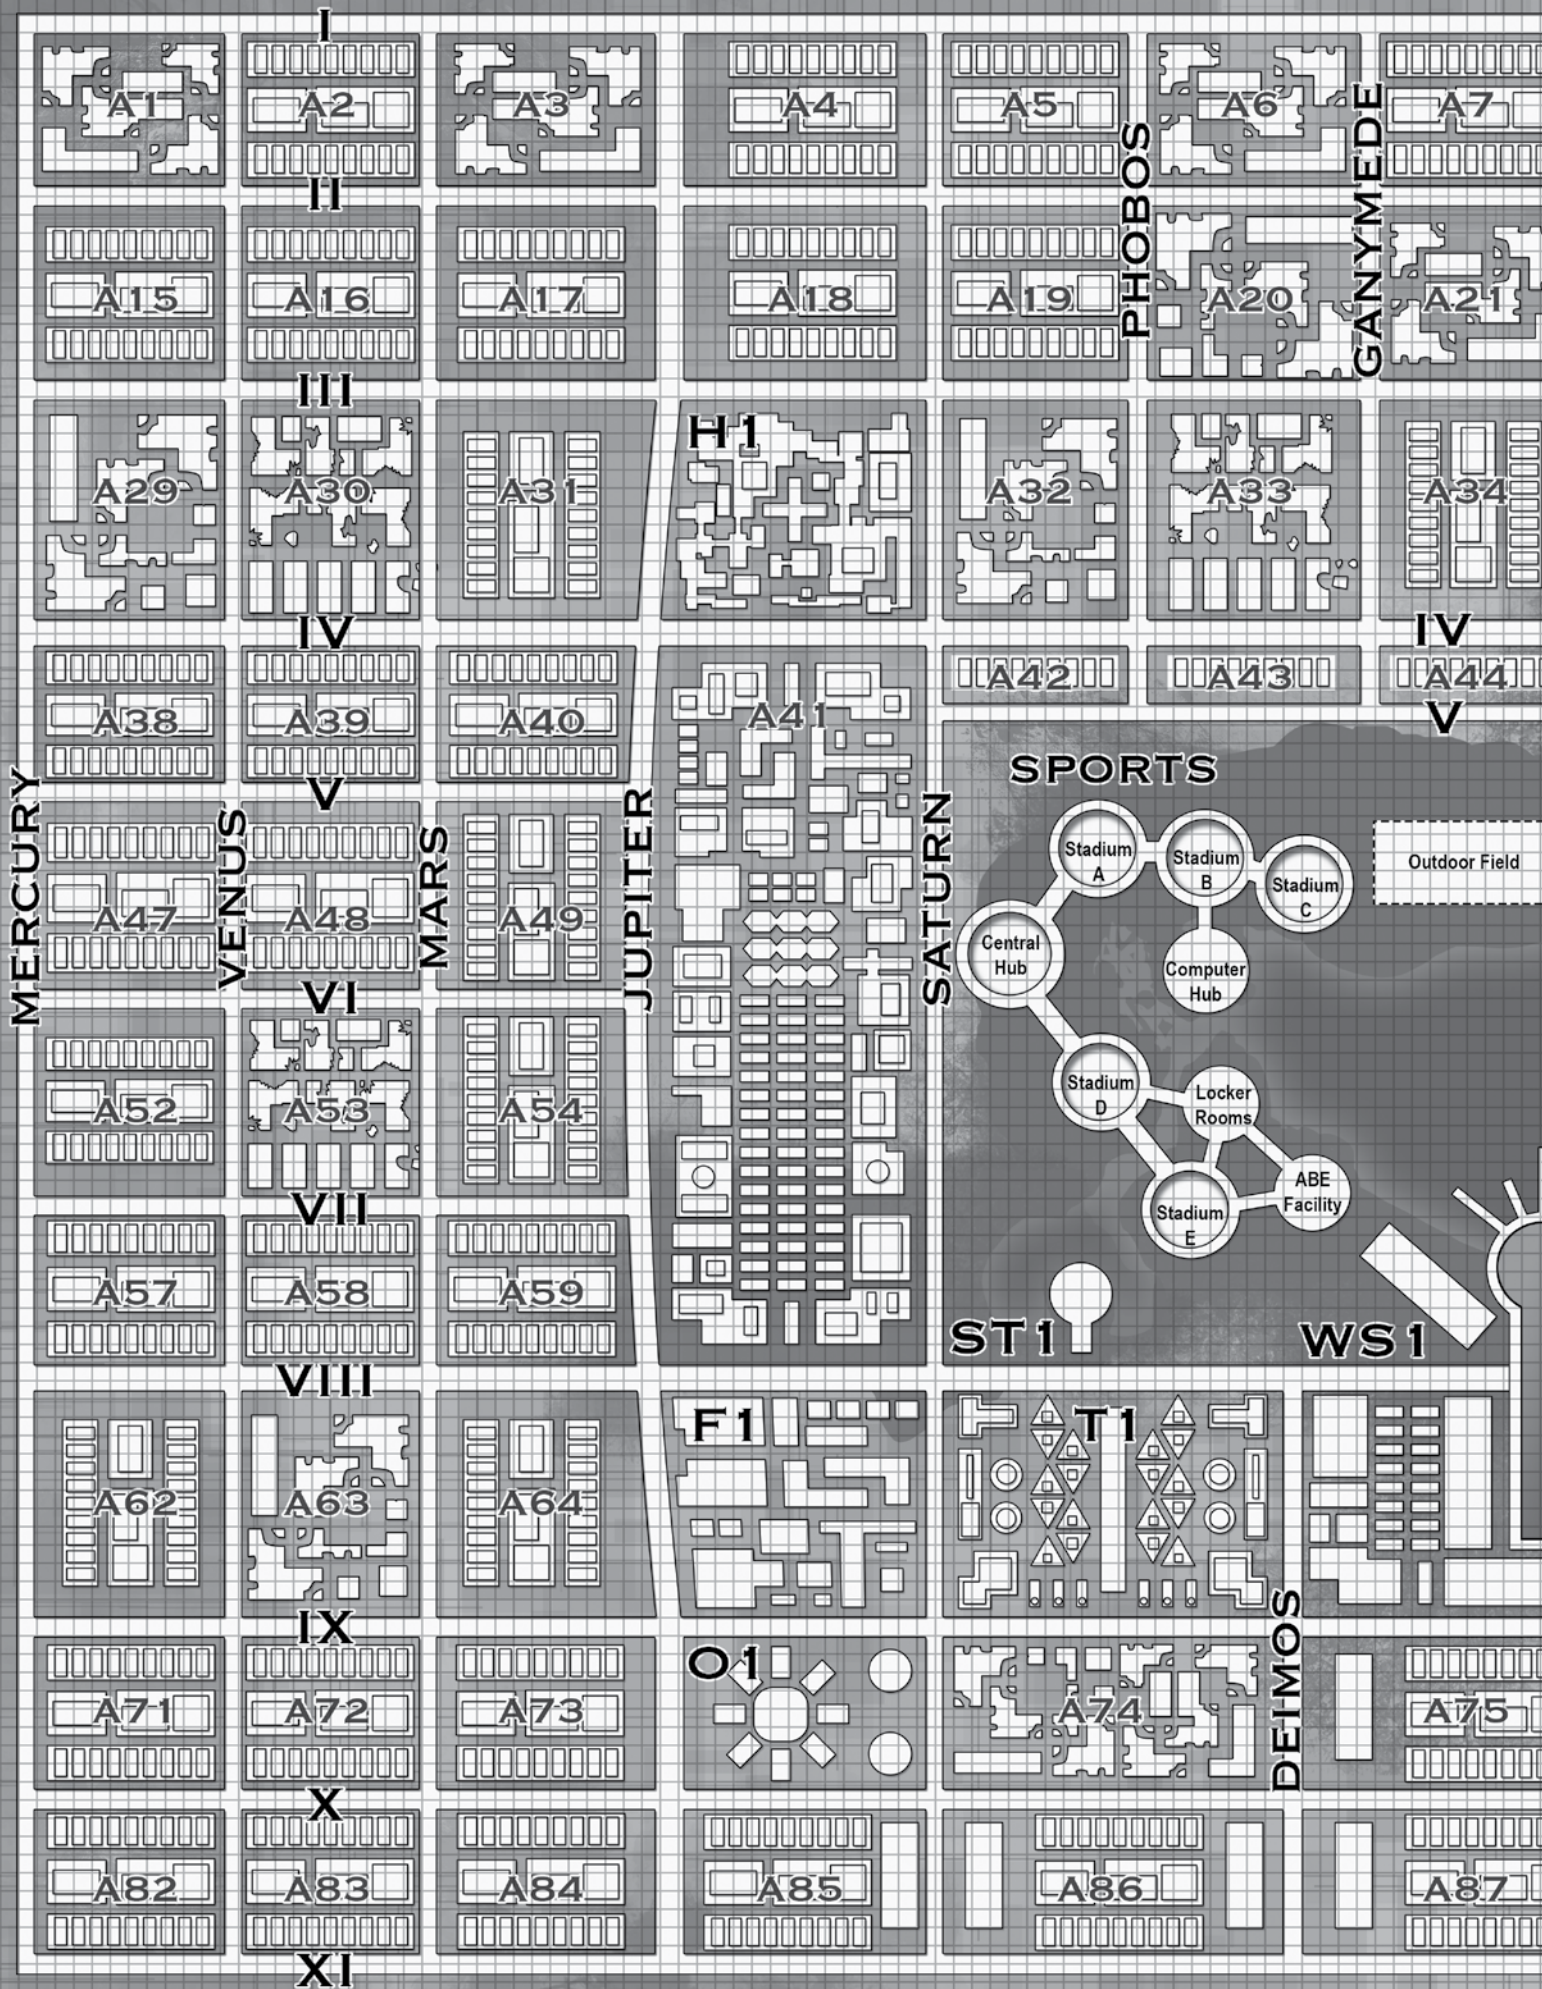 I
A1 A2 A3 A4 A5 A6 A7
II
A15 A16 A17 A18 A19 A20 A21
PHOBOS
GANYMEDE
III
H1
A29 A30 A31 A32 A33 A34
IV IV
A38 A39 A40 A41 A42 A43 A44
V V
SPORTS
MERCURY
VENUS
MARS
JUPITER
SATURN
A47 A48 A49
Stadium
A
Stadium
B
Stadium
C
Outdoor Field
Central
Hub
Computer
Hub
VI
A52 A53 A54
Stadium
D
Locker
Rooms
ABE
Facility
Stadium
E
VII
A57 A58 A59
ST1 WS1
VIII
F1 T1
A62 A63 A64
IX
O1
DEIMOS
A71 A72 A73 A74 A75
X
A82 A83 A84 A85 A86 A87
XI